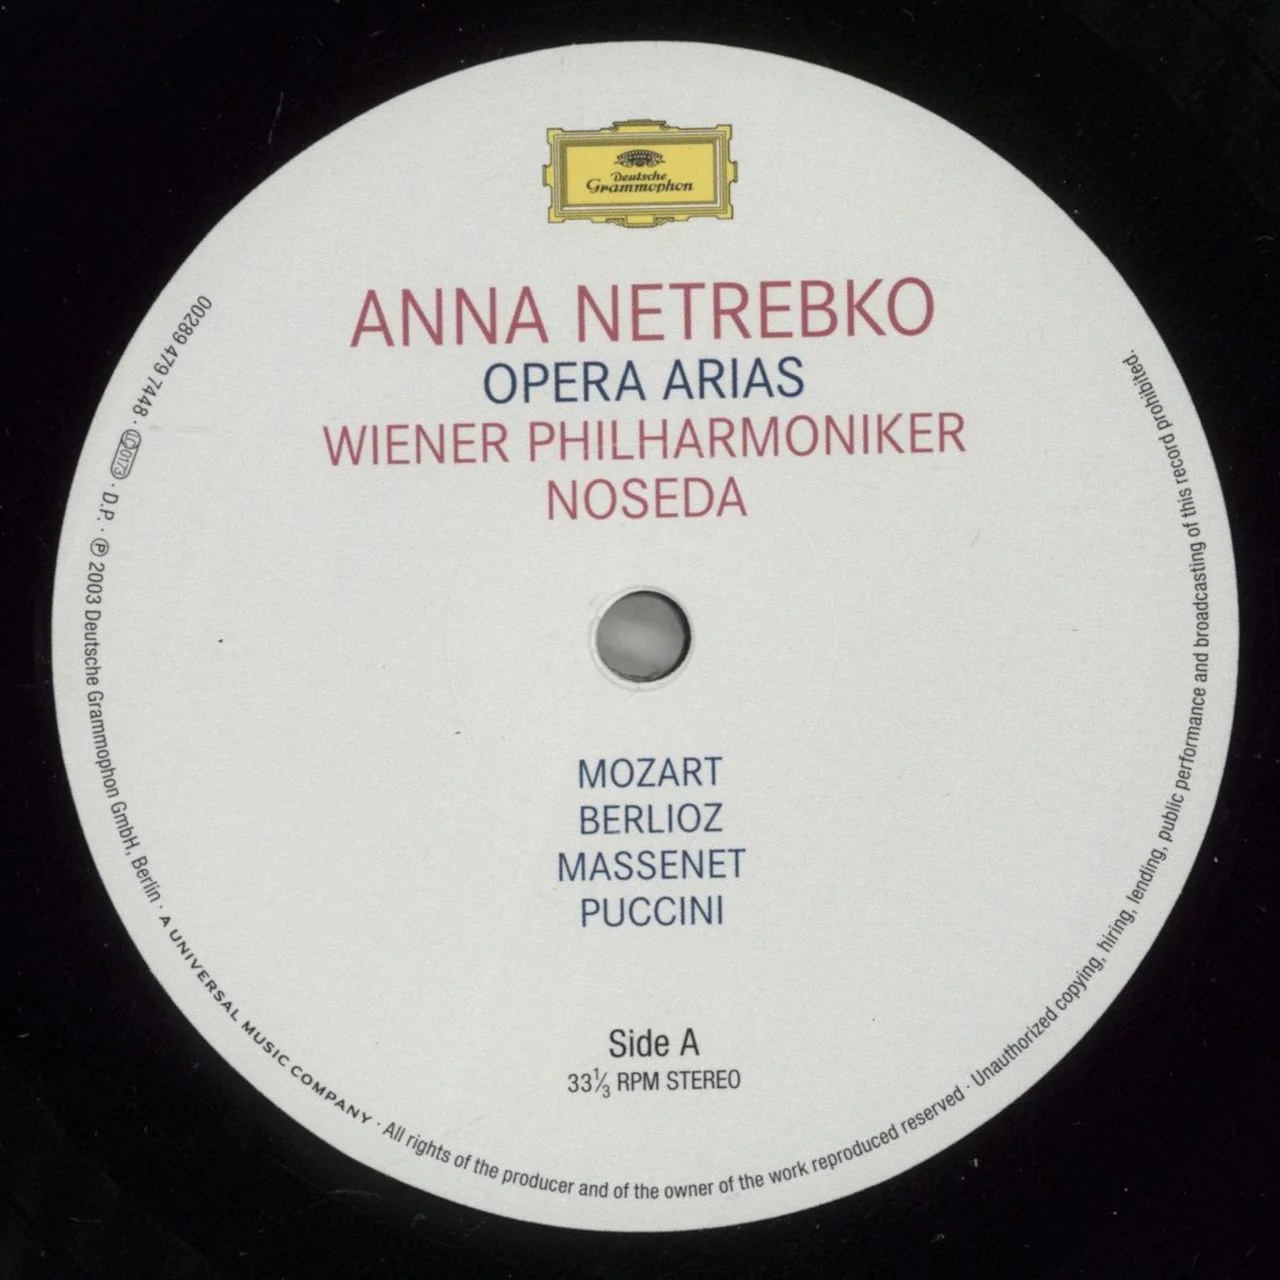 Deutsche
Grammophon
ANNA NETREBKO
OPERA ARIAS
WIENER PHILHARMONIKER
NOSEDA
MOZART
BERLIOZ
MASSENET
PUCCINI
Side A
33⅓ RPM STEREO
00289 479 7448 · LC0173 · D.P. · ℗ 2003 Deutsche Grammophon GmbH, Berlin · A UNIVERSAL MUSIC COMPANY · All rights of the producer and of the owner of the work reproduced reserved · Unauthorized copying, hiring, lending, public performance and broadcasting of this record prohibited.